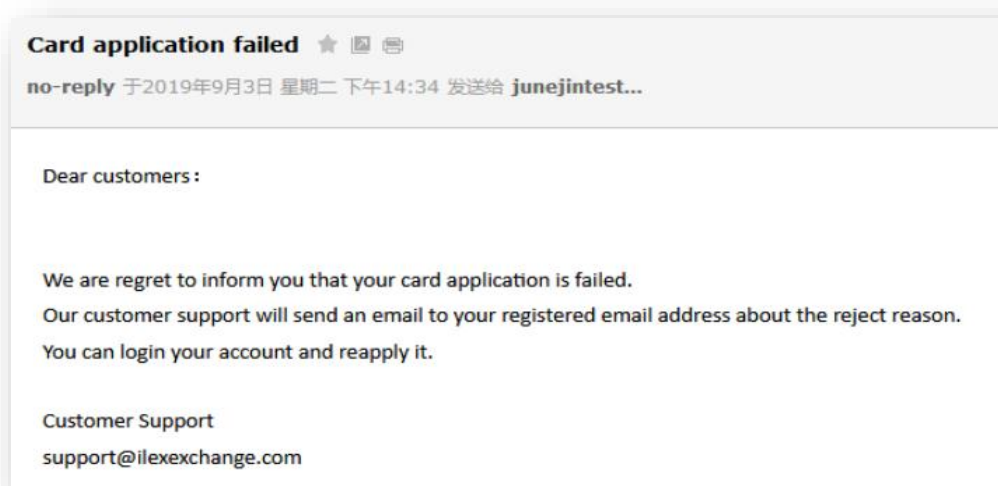 Card application failed
no-reply 于2019年9月3日 星期二 下午14:34 发送给 junejintest...
Dear customers：
We are regret to inform you that your card application is failed.
Our customer support will send an email to your registered email address about the reject reason.
You can login your account and reapply it.
Customer Support
support@ilexexchange.com